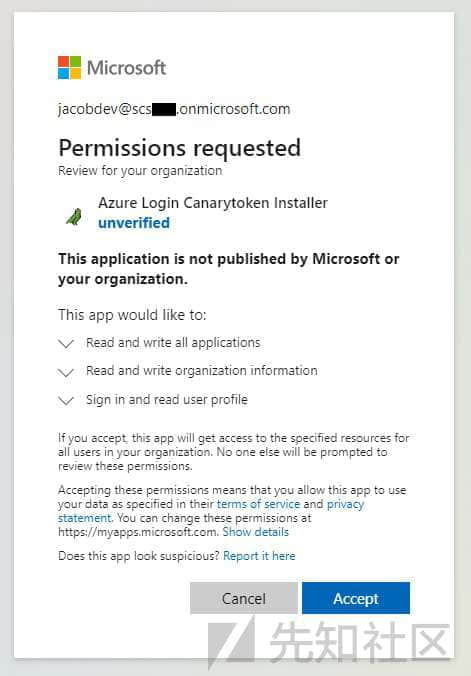 Microsoft
jacobdev@scs .onmicrosoft.com
Permissions requested
Review for your organization
Azure Login Canarytoken Installer
unverified
This application is not published by Microsoft or
your organization.
This app would like to:
Read and write all applications
Read and write organization information
Sign in and read user profile
If you accept, this app will get access to the specified resources for
all users in your organization. No one else will be prompted to
review these permissions.
Accepting these permissions means that you allow this app to use
your data as specified in their terms of service and privacy
statement. You can change these permissions at
https://myapps.microsoft.com. Show details
Does this app look suspicious? Report it here
Cancel Accept
先知社区